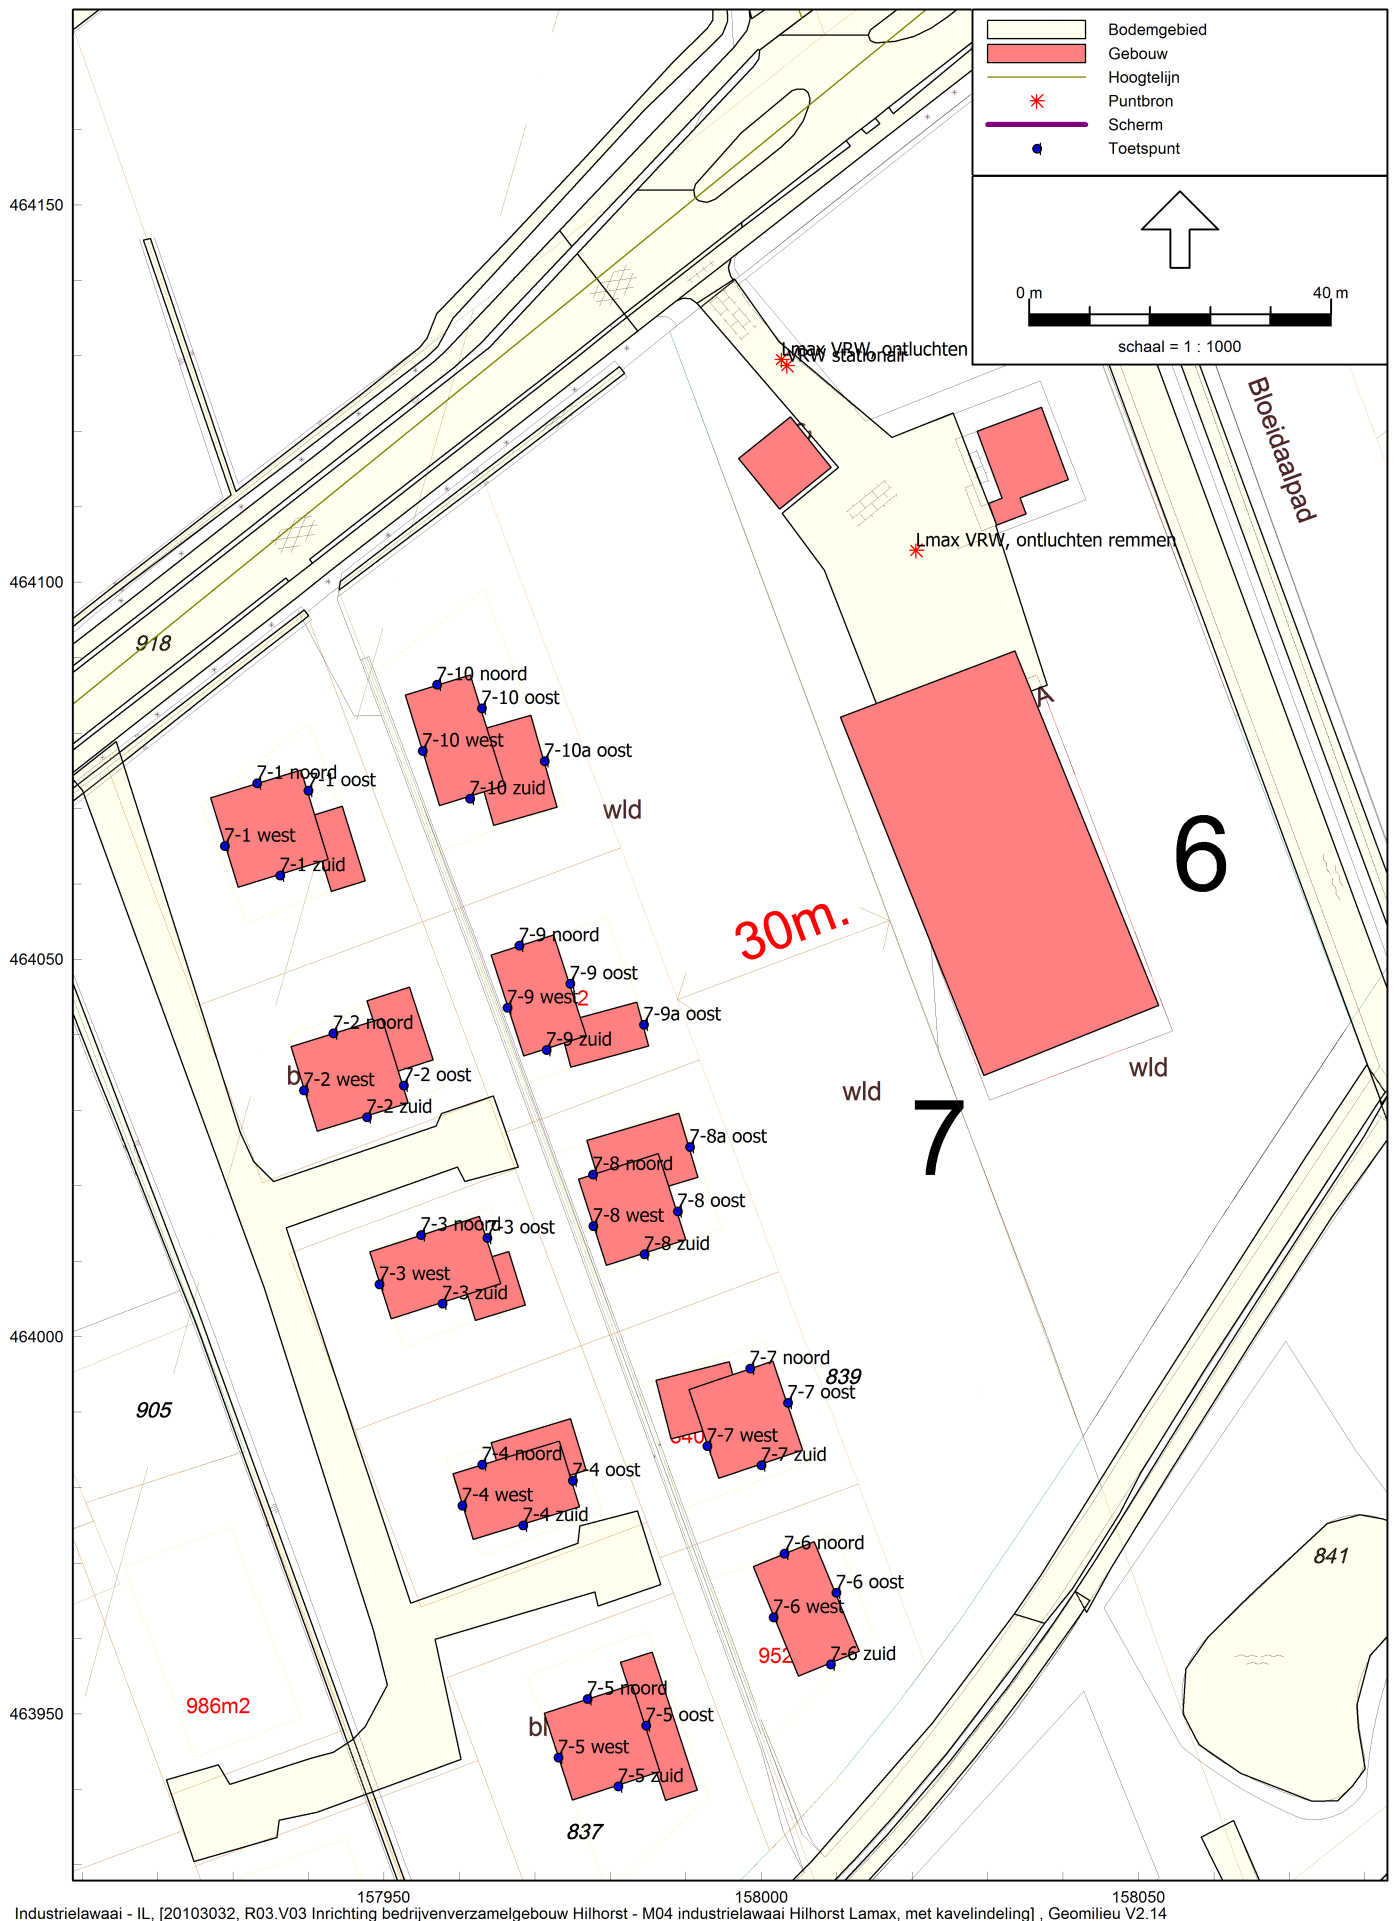 Bodemgebied
Gebouw
Hoogtelijn
Puntbron
Scherm
Toetspunt
0 m 40 m
schaal = 1 : 1000
464150
464100
464050
464000
463950
157950
158000
158050
Bloeidaalpad
Lmax VRW, ontluchten
VRW stationair
Lmax VRW, ontluchten remmen
918
A
6
7
30m.
wld
wld
wld
7-10 noord
7-10 oost
7-10 west
7-10a oost
7-10 zuid
7-1 noord
7-1 oost
7-1 west
7-1 zuid
7-9 noord
7-9 oost
7-9 west
2
7-9a oost
7-9 zuid
7-2 noord
b
7-2 west
7-2 oost
7-2 zuid
7-8a oost
7-8 noord
7-8 oost
7-8 west
7-8 zuid
7-3 noord
7-3 oost
7-3 west
7-3 zuid
7-7 noord
839
7-7 oost
7-7 west
7-7 zuid
905
7-4 noord
7-4 oost
7-4 west
7-4 zuid
7-6 noord
7-6 oost
7-6 west
952
7-6 zuid
841
986m2
7-5 noord
7-5 oost
bl
7-5 west
7-5 zuid
837
Industrielawaai - IL, [20103032, R03.V03 Inrichting bedrijvenverzamelgebouw Hilhorst - M04 industrielawaai Hilhorst Lamax, met kavelindeling] , Geomilieu V2.14